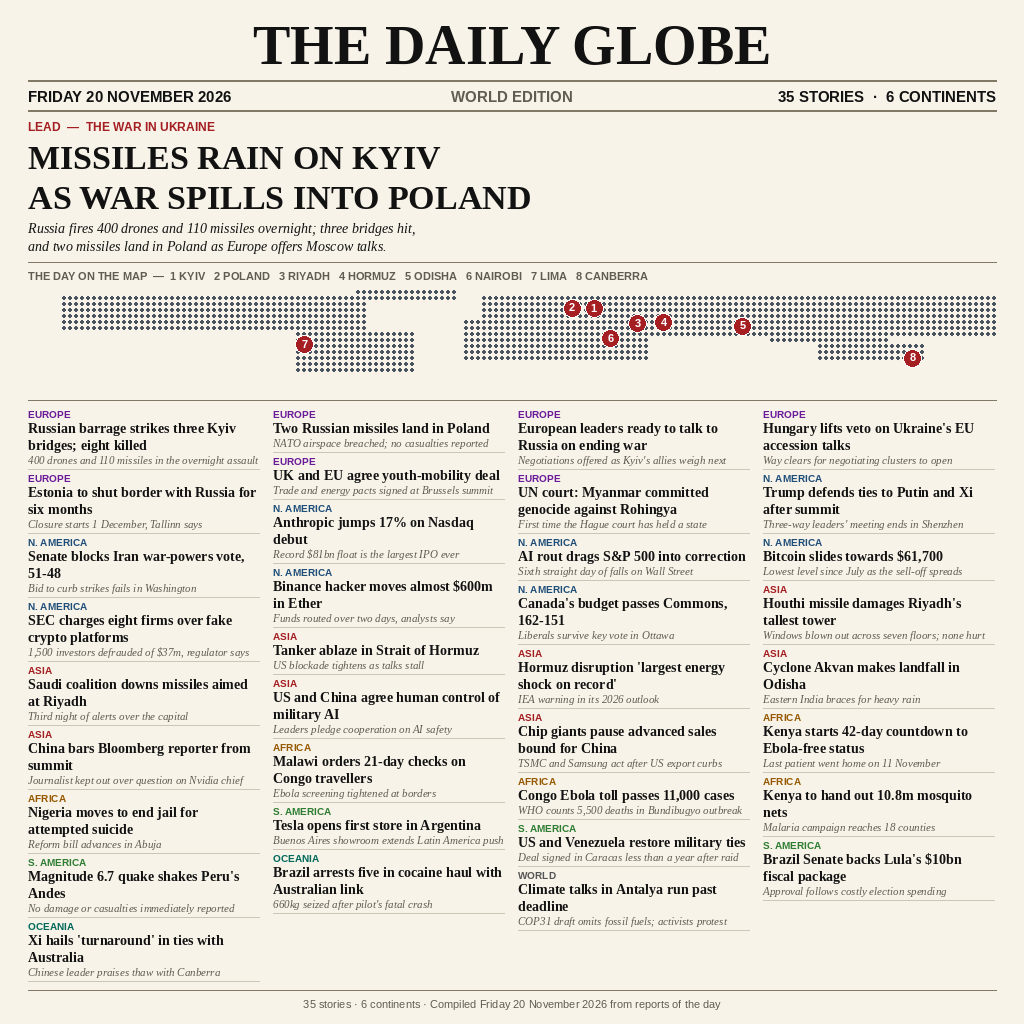 THE DAILY GLOBE
FRIDAY 20 NOVEMBER 2026
WORLD EDITION
35 STORIES · 6 CONTINENTS
LEAD — THE WAR IN UKRAINE
MISSILES RAIN ON KYIV
AS WAR SPILLS INTO POLAND
Russia fires 400 drones and 110 missiles overnight; three bridges hit,
and two missiles land in Poland as Europe offers Moscow talks.
THE DAY ON THE MAP — 1 KYIV 2 POLAND 3 RIYADH 4 HORMUZ 5 ODISHA 6 NAIROBI 7 LIMA 8 CANBERRA
2
1
3
4
5
6
7
8
EUROPE
Russian barrage strikes three Kyiv
bridges; eight killed
400 drones and 110 missiles in the overnight assault
EUROPE
Estonia to shut border with Russia for
six months
Closure starts 1 December, Tallinn says
N. AMERICA
Senate blocks Iran war-powers vote,
51-48
Bid to curb strikes fails in Washington
N. AMERICA
SEC charges eight firms over fake
crypto platforms
1,500 investors defrauded of $37m, regulator says
ASIA
Saudi coalition downs missiles aimed
at Riyadh
Third night of alerts over the capital
ASIA
China bars Bloomberg reporter from
summit
Journalist kept out over question on Nvidia chief
AFRICA
Nigeria moves to end jail for
attempted suicide
Reform bill advances in Abuja
S. AMERICA
Magnitude 6.7 quake shakes Peru's
Andes
No damage or casualties immediately reported
OCEANIA
Xi hails 'turnaround' in ties with
Australia
Chinese leader praises thaw with Canberra
EUROPE
Two Russian missiles land in Poland
NATO airspace breached; no casualties reported
EUROPE
UK and EU agree youth-mobility deal
Trade and energy pacts signed at Brussels summit
N. AMERICA
Anthropic jumps 17% on Nasdaq
debut
Record $81bn float is the largest IPO ever
N. AMERICA
Binance hacker moves almost $600m
in Ether
Funds routed over two days, analysts say
ASIA
Tanker ablaze in Strait of Hormuz
US blockade tightens as talks stall
ASIA
US and China agree human control of
military AI
Leaders pledge cooperation on AI safety
AFRICA
Malawi orders 21-day checks on
Congo travellers
Ebola screening tightened at borders
S. AMERICA
Tesla opens first store in Argentina
Buenos Aires showroom extends Latin America push
OCEANIA
Brazil arrests five in cocaine haul with
Australian link
660kg seized after pilot's fatal crash
EUROPE
European leaders ready to talk to
Russia on ending war
Negotiations offered as Kyiv's allies weigh next
EUROPE
UN court: Myanmar committed
genocide against Rohingya
First time the Hague court has held a state
N. AMERICA
AI rout drags S&P 500 into correction
Sixth straight day of falls on Wall Street
N. AMERICA
Canada's budget passes Commons,
162-151
Liberals survive key vote in Ottawa
ASIA
Hormuz disruption 'largest energy
shock on record'
IEA warning in its 2026 outlook
ASIA
Chip giants pause advanced sales
bound for China
TSMC and Samsung act after US export curbs
AFRICA
Congo Ebola toll passes 11,000 cases
WHO counts 5,500 deaths in Bundibugyo outbreak
S. AMERICA
US and Venezuela restore military ties
Deal signed in Caracas less than a year after raid
WORLD
Climate talks in Antalya run past
deadline
COP31 draft omits fossil fuels; activists protest
EUROPE
Hungary lifts veto on Ukraine's EU
accession talks
Way clears for negotiating clusters to open
N. AMERICA
Trump defends ties to Putin and Xi
after summit
Three-way leaders' meeting ends in Shenzhen
N. AMERICA
Bitcoin slides towards $61,700
Lowest level since July as the sell-off spreads
ASIA
Houthi missile damages Riyadh's
tallest tower
Windows blown out across seven floors; none hurt
ASIA
Cyclone Akvan makes landfall in
Odisha
Eastern India braces for heavy rain
AFRICA
Kenya starts 42-day countdown to
Ebola-free status
Last patient went home on 11 November
AFRICA
Kenya to hand out 10.8m mosquito
nets
Malaria campaign reaches 18 counties
S. AMERICA
Brazil Senate backs Lula's $10bn
fiscal package
Approval follows costly election spending
35 stories · 6 continents · Compiled Friday 20 November 2026 from reports of the day